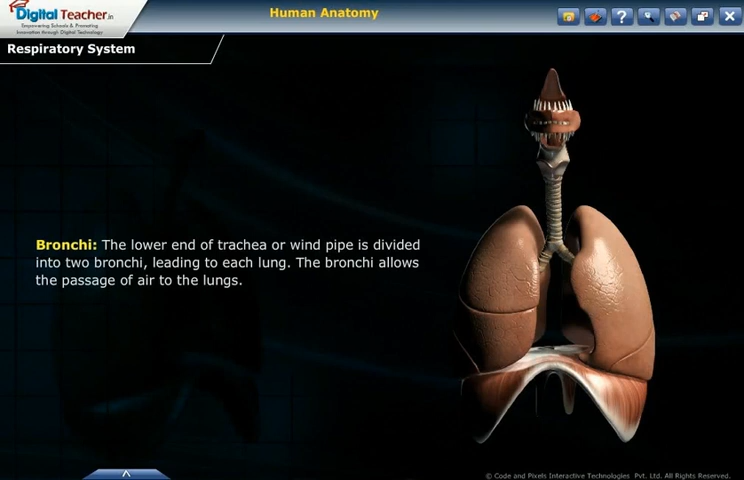 Digital Teacher.in
Empowering Schools & Promoting
Innovation through Digital Technology
Human Anatomy
?
Respiratory System
Bronchi: The lower end of trachea or wind pipe is divided
into two bronchi, leading to each lung. The bronchi allows
the passage of air to the lungs.
© Code and Pixels Interactive Technologies Pvt. Ltd. All Rights Reserved.